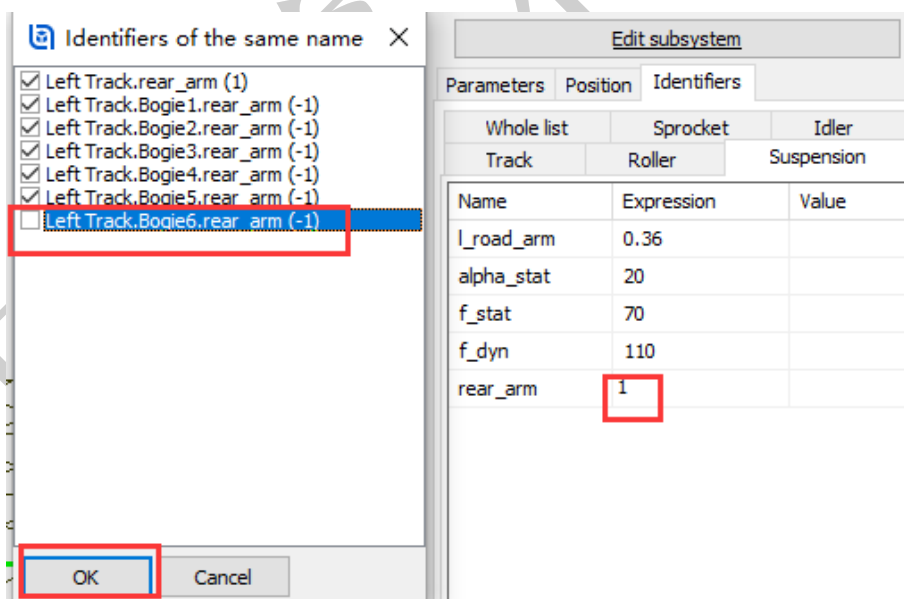 Identifiers of the same name
Left Track.rear_arm (1)
Left Track.Bogie1.rear_arm (-1)
Left Track.Bogie2.rear_arm (-1)
Left Track.Bogie3.rear_arm (-1)
Left Track.Bogie4.rear_arm (-1)
Left Track.Bogie5.rear_arm (-1)
Left Track.Bogie6.rear_arm (-1)
OK Cancel
Edit subsystem
Parameters Position Identifiers
Whole list Sprocket Idler
Track Roller Suspension
Name Expression Value
l_road_arm 0.36
alpha_stat 20
f_stat 70
f_dyn 110
rear_arm 1